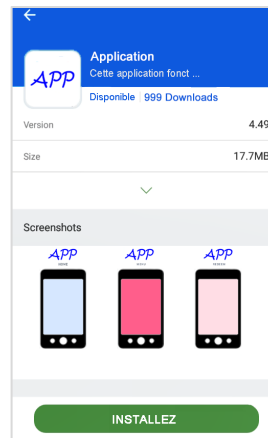 APP
Application
Cette application fonct ...
Disponible 999 Downloads
Version 4.49
Size 17.7MB
Screenshots
APP APP APP
INSTALLEZ